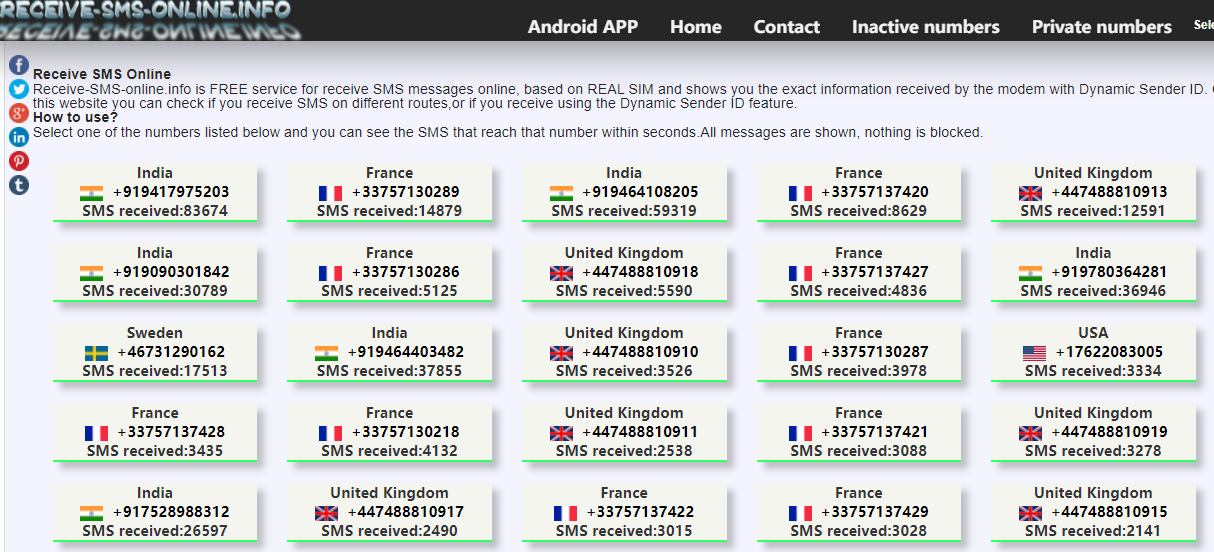 RECEIVE-SMS-ONLINE.INFO
Android APP Home Contact Inactive numbers Private numbers
Receive SMS Online
Receive-SMS-online.info is FREE service for receive SMS messages online, based on REAL SIM and shows you the exact information received by the modem with Dynamic Sender ID.
this website you can check if you receive SMS on different routes,or if you receive using the Dynamic Sender ID feature.
How to use?
Select one of the numbers listed below and you can see the SMS that reach that number within seconds.All messages are shown, nothing is blocked.
India France India France United Kingdom
+919417975203 +33757130289 +919464108205 +33757137420 +447488810913
SMS received:83674 SMS received:14879 SMS received:59319 SMS received:8629 SMS received:12591
India France United Kingdom France India
+919090301842 +33757130286 +447488810918 +33757137427 +919780364281
SMS received:30789 SMS received:5125 SMS received:5590 SMS received:4836 SMS received:36946
Sweden India United Kingdom France USA
+46731290162 +919464403482 +447488810910 +33757130287 +17622083005
SMS received:17513 SMS received:37855 SMS received:3526 SMS received:3978 SMS received:3334
France France United Kingdom France United Kingdom
+33757137428 +33757130218 +447488810911 +33757137421 +447488810919
SMS received:3435 SMS received:4132 SMS received:2538 SMS received:3088 SMS received:3278
India United Kingdom France France United Kingdom
+917528988312 +447488810917 +33757137422 +33757137429 +447488810915
SMS received:26597 SMS received:2490 SMS received:3015 SMS received:3028 SMS received:2141